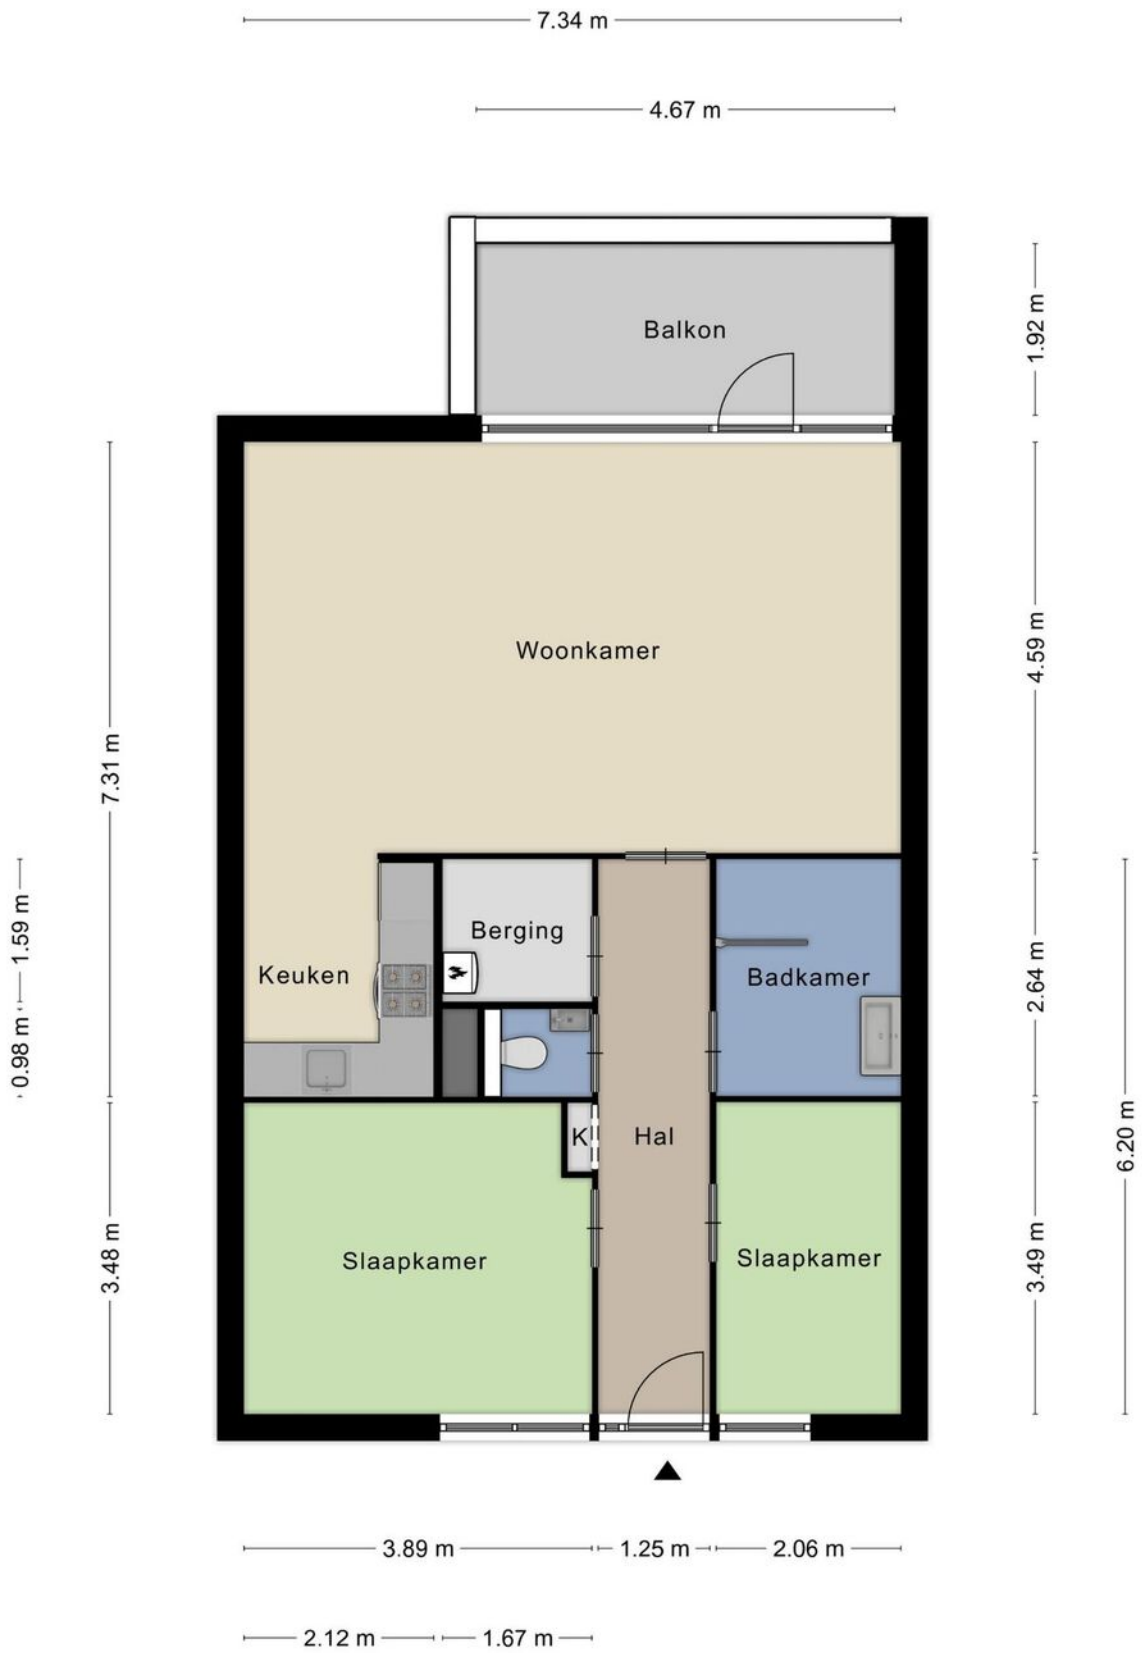 7.34 m
4.67 m
Balkon
1.92 m
Woonkamer
4.59 m
7.31 m
1.59 m
0.98 m
Keuken
Berging
Badkamer
2.64 m
K
Hal
6.20 m
Slaapkamer
Slaapkamer
3.48 m
3.49 m
3.89 m
1.25 m
2.06 m
2.12 m
1.67 m